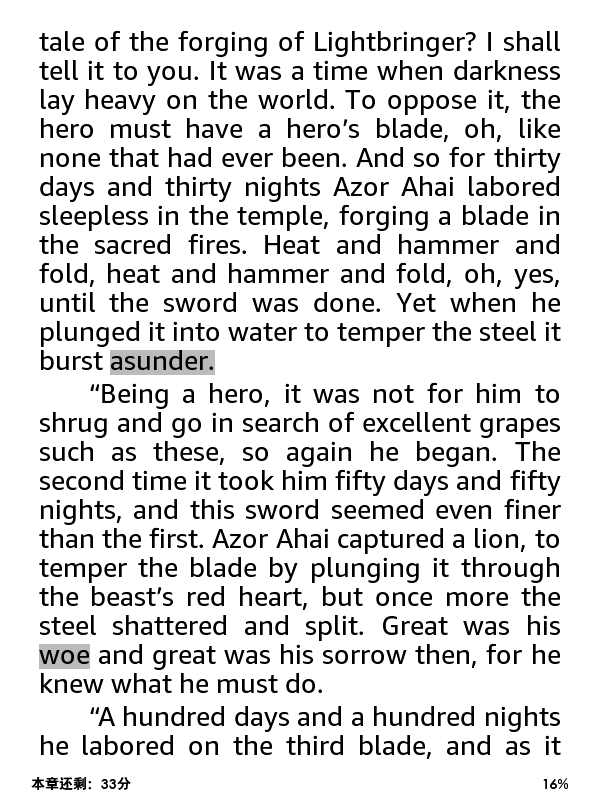 tale of the forging of Lightbringer? I shall
tell it to you. It was a time when darkness
lay heavy on the world. To oppose it, the
hero must have a hero’s blade, oh, like
none that had ever been. And so for thirty
days and thirty nights Azor Ahai labored
sleepless in the temple, forging a blade in
the sacred fires. Heat and hammer and
fold, heat and hammer and fold, oh, yes,
until the sword was done. Yet when he
plunged it into water to temper the steel it
burst asunder.
“Being a hero, it was not for him to
shrug and go in search of excellent grapes
such as these, so again he began. The
second time it took him fifty days and fifty
nights, and this sword seemed even finer
than the first. Azor Ahai captured a lion, to
temper the blade by plunging it through
the beast’s red heart, but once more the
steel shattered and split. Great was his
woe and great was his sorrow then, for he
knew what he must do.
“A hundred days and a hundred nights
he labored on the third blade, and as it
本章还剩：33分 16%